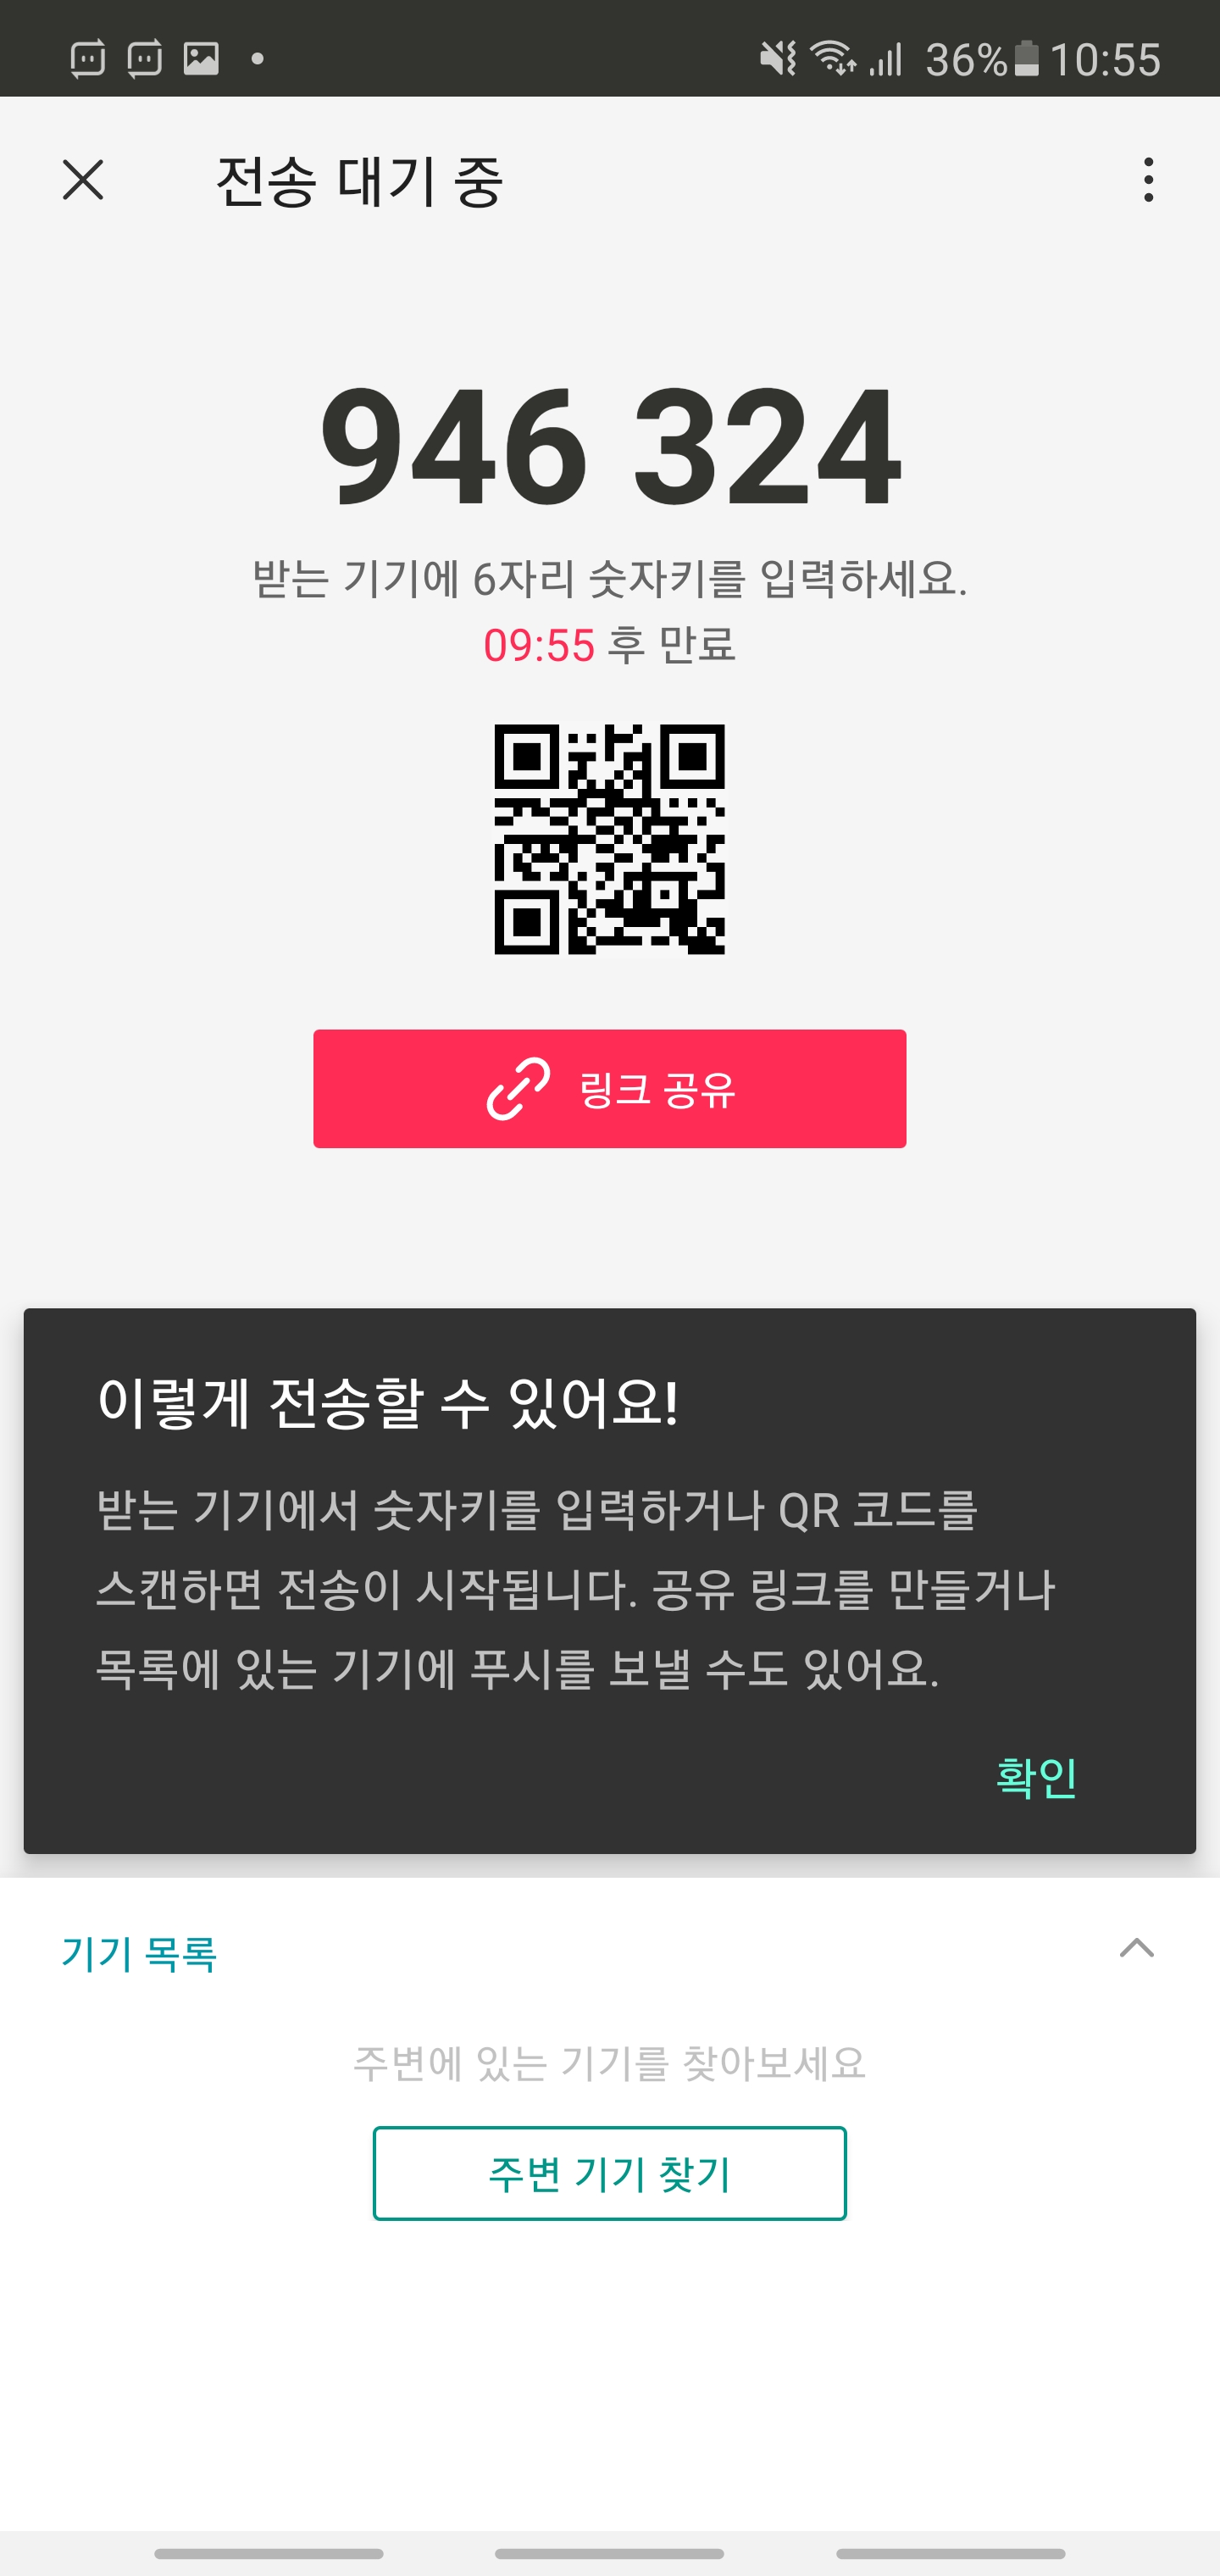 36% 10:55
전송 대기 중
946 324
받는 기기에 6자리 숫자키를 입력하세요.
09:55 후 만료
링크 공유
이렇게 전송할 수 있어요!
받는 기기에서 숫자키를 입력하거나 QR 코드를
스캔하면 전송이 시작됩니다. 공유 링크를 만들거나
목록에 있는 기기에 푸시를 보낼 수도 있어요.
확인
기기 목록
주변에 있는 기기를 찾아보세요
주변 기기 찾기